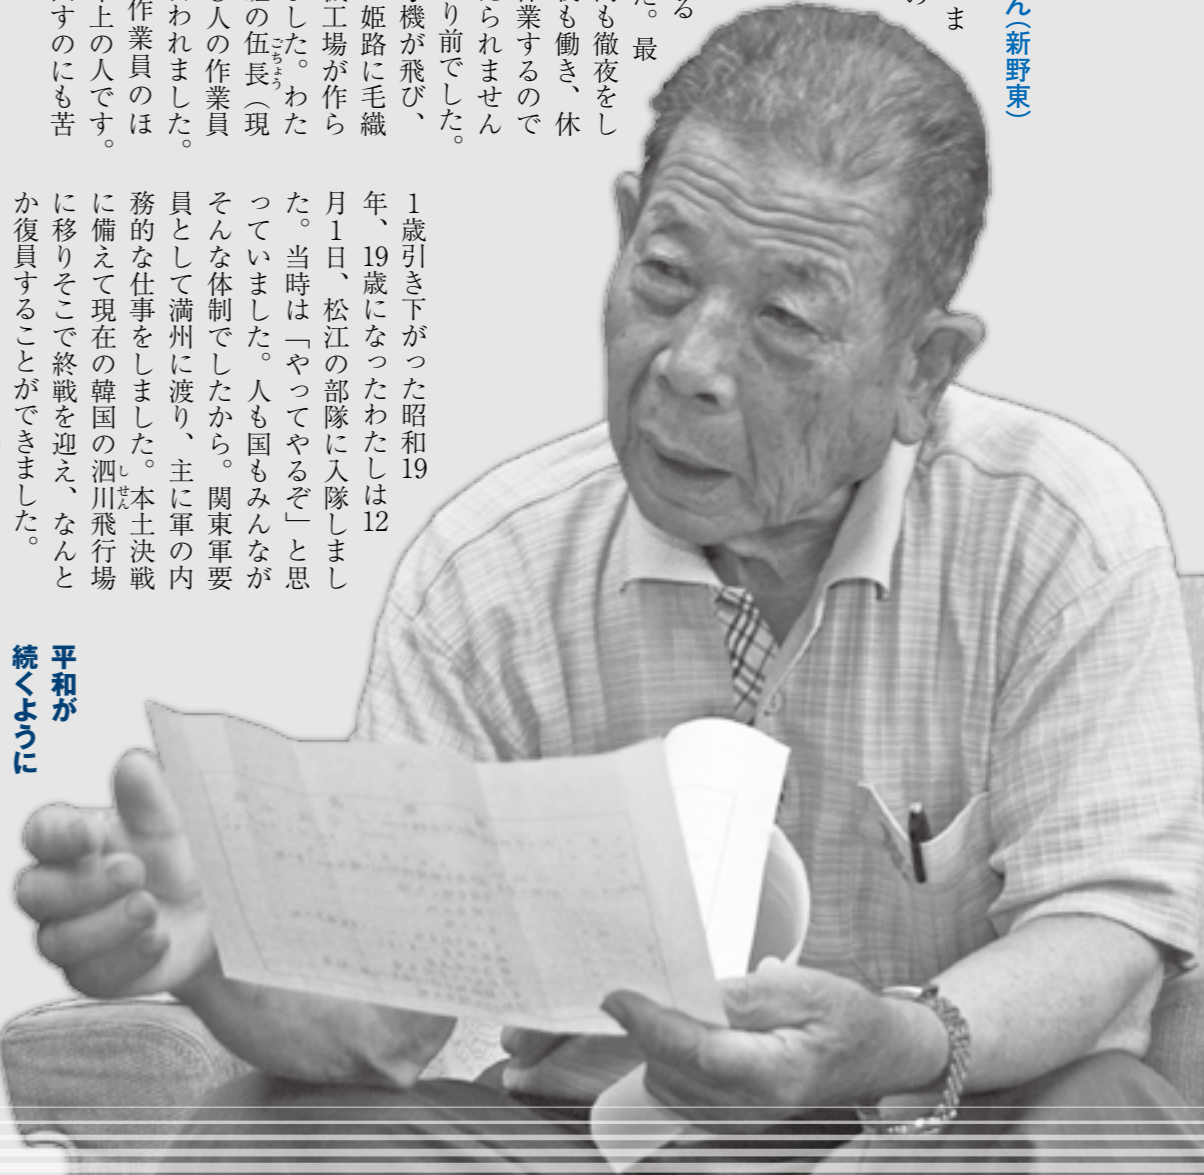 ん（新野東）
ま
る
た。最
も徹夜をし
も働き、休
作業するので
られません
り前でした。
機が飛び、
姫路に毛織
工場が作ら
した。わた
の伍長（現
ごちょう
人の作業員
われました。
作業員のほ
上の人です。
すのにも苦
1歳引き下がった昭和19
年、19歳になったわたしは12
月1日、松江の部隊に入隊しまし
た。当時は「やってやるぞ」と思
っていました。人も国もみんなが
そんな体制でしたから。関東軍要
員として満州に渡り、主に軍の内
務的な仕事をしました。本土決戦
に備えて現在の韓国の泗川飛行場
しせん
に移りそこで終戦を迎え、なんと
か復員することができました。
平和が
続くように